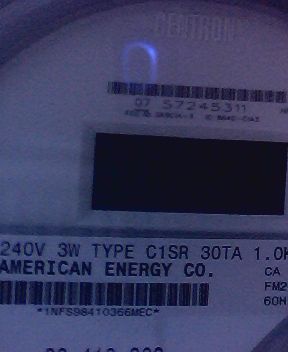 CENTRON
07 57245311
240V 3W TYPE C1SR 30TA 1.0K
AMERICAN ENERGY CO.
CA
FM2
60H
*1NFS98410366MEC*